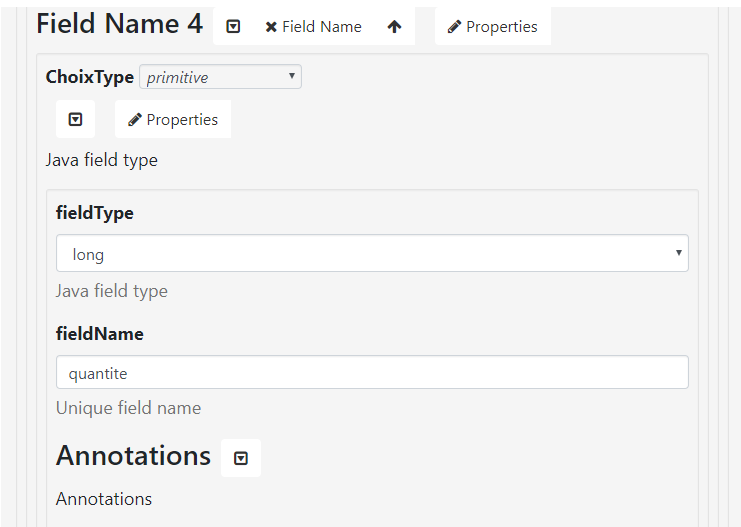 Field Name 4 Field Name Properties
ChoixType primitive
Properties
Java field type
fieldType
long
Java field type
fieldName
quantite
Unique field name
Annotations
Annotations